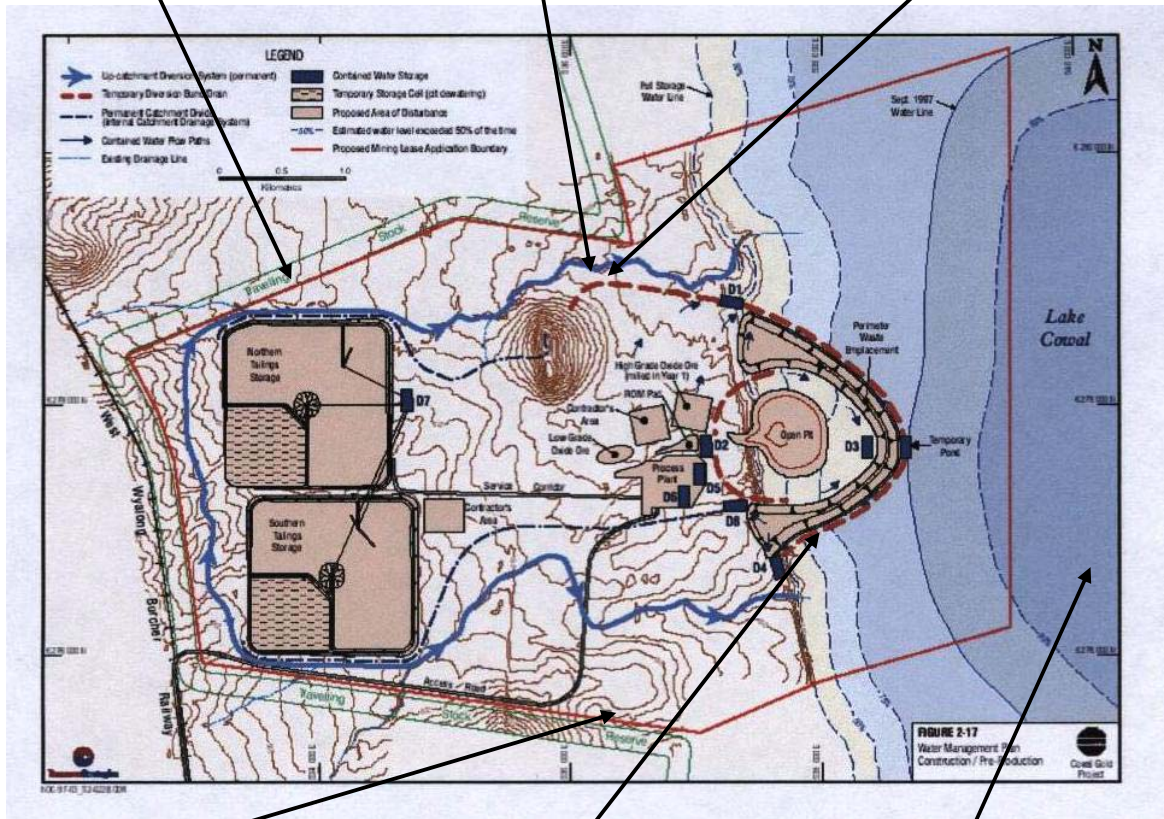 LEGEND
Up-catchment Diversion System (permanent)
Temporary Diversion Bund/Drain
Permanent Catchment Divide
(Internal Catchment Drainage System)
Contained Water Flow Paths
Existing Drainage Line
Contained Water Storage
Temporary Storage Cell (pit dewatering)
Proposed Area of Disturbance
50% Estimated water level exceeded 50% of the time
Proposed Mining Lease Application Boundary
0 0.5 1.0
Kilometres
Full Storage
Water Line
Sept. 1997
Water Line
N
Travelling
Stock
Reserve
D1
Lake
Cowal
Perimeter
Waste
Emplacement
Northern
Tailings
Storage
D7
High Grade Oxide Ore
(milled in Year 1)
ROM Pad
Contractor's
Area
Low Grade
Oxide Ore
D2
Open Pit
D3
Temporary
Pond
Process
Plant
D5
D6
D8
Service Corridor
Contractor's
Area
Southern
Tailings
Storage
D4
West
Wyalong
Burcher
Railway
Access Road
Travelling
Stock
Reserve
FIGURE 2-17
Water Management Plan
Construction / Pre-Production
Cowal Gold
Project